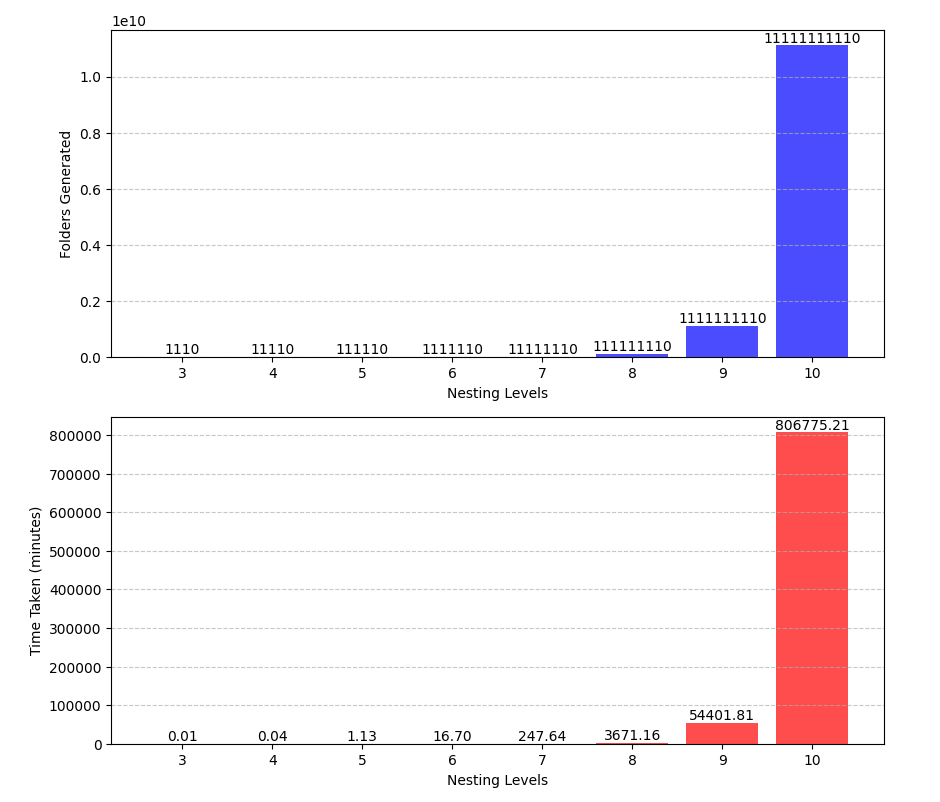 1e10
11111111110
1.0
0.8
Folders Generated
0.6
0.4
0.2
1111111110
0.0
1110 11110 111110 1111110 11111110 111111110
3 4 5 6 7 8 9 10
Nesting Levels
806775.21
800000
700000
600000
500000
Time Taken (minutes)
400000
300000
200000
100000
54401.81
0.01 0.04 1.13 16.70 247.64 3671.16
0
3 4 5 6 7 8 9 10
Nesting Levels